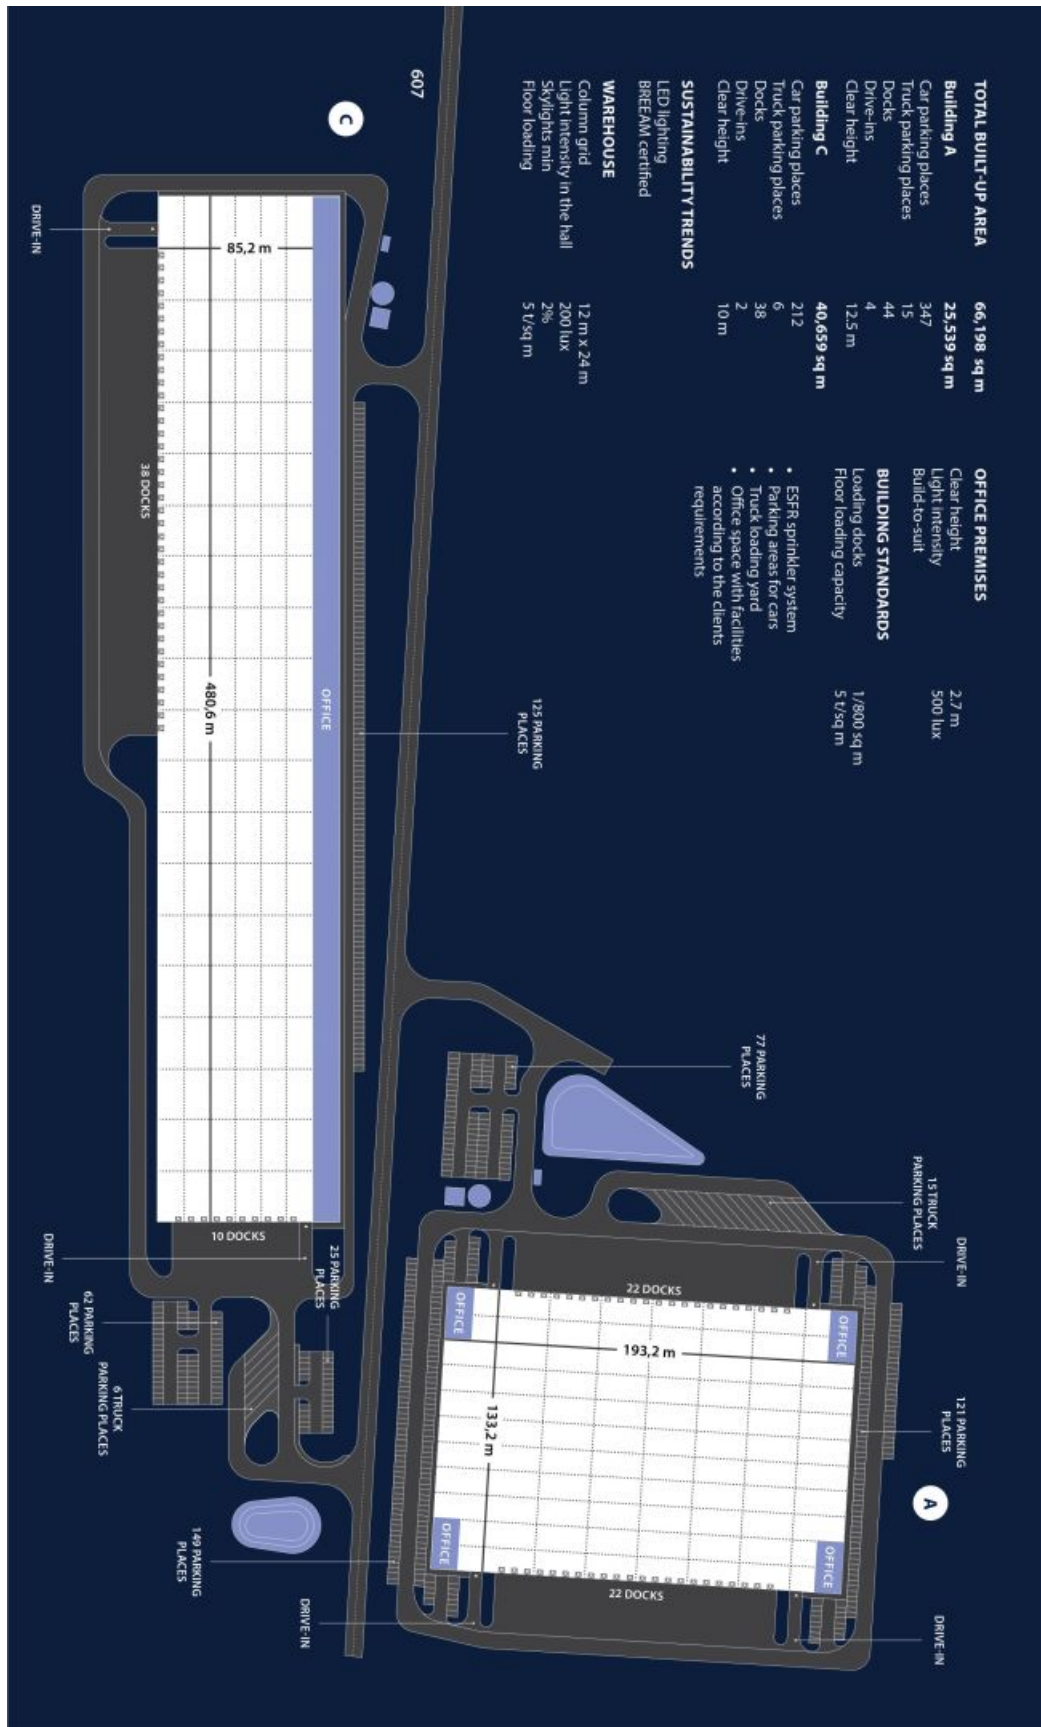 TOTAL BUILT-UP AREA 66,198 sq m
Building A 25,539 sq m
Car parking places 347
Truck parking places 15
Docks 44
Drive-ins 4
Clear height 12.5 m
Building C 40,659 sq m
Car parking places 212
Truck parking places 6
Docks 38
Drive-ins 2
Clear height 10 m
SUSTAINABILITY TRENDS
LED lighting
BREEAM certified
WAREHOUSE
Column grid 12 m x 24 m
Light intensity in the hall 200 lux
Skylights min 2%
Floor loading 5 t/sq m
OFFICE PREMISES
Clear height 2.7 m
Light intensity 500 lux
Build-to-suit
BUILDING STANDARDS
Loading docks 1/800 sq m
Floor loading capacity 5 t/sq m
• ESFR sprinkler system
• Parking areas for cars
• Truck loading yard
• Office space with facilities
according to the clients
requirements
607
C
125 PARKING
PLACES
OFFICE
85,2 m
480,6 m
38 DOCKS
DRIVE-IN
10 DOCKS
DRIVE-IN
25 PARKING
PLACES
62 PARKING
PLACES
6 TRUCK
PARKING PLACES
77 PARKING
PLACES
15 TRUCK
PARKING PLACES
DRIVE-IN
121 PARKING
PLACES
A
DRIVE-IN
22 DOCKS
OFFICE
OFFICE
193,2 m
133,2 m
OFFICE
OFFICE
22 DOCKS
149 PARKING
PLACES
DRIVE-IN